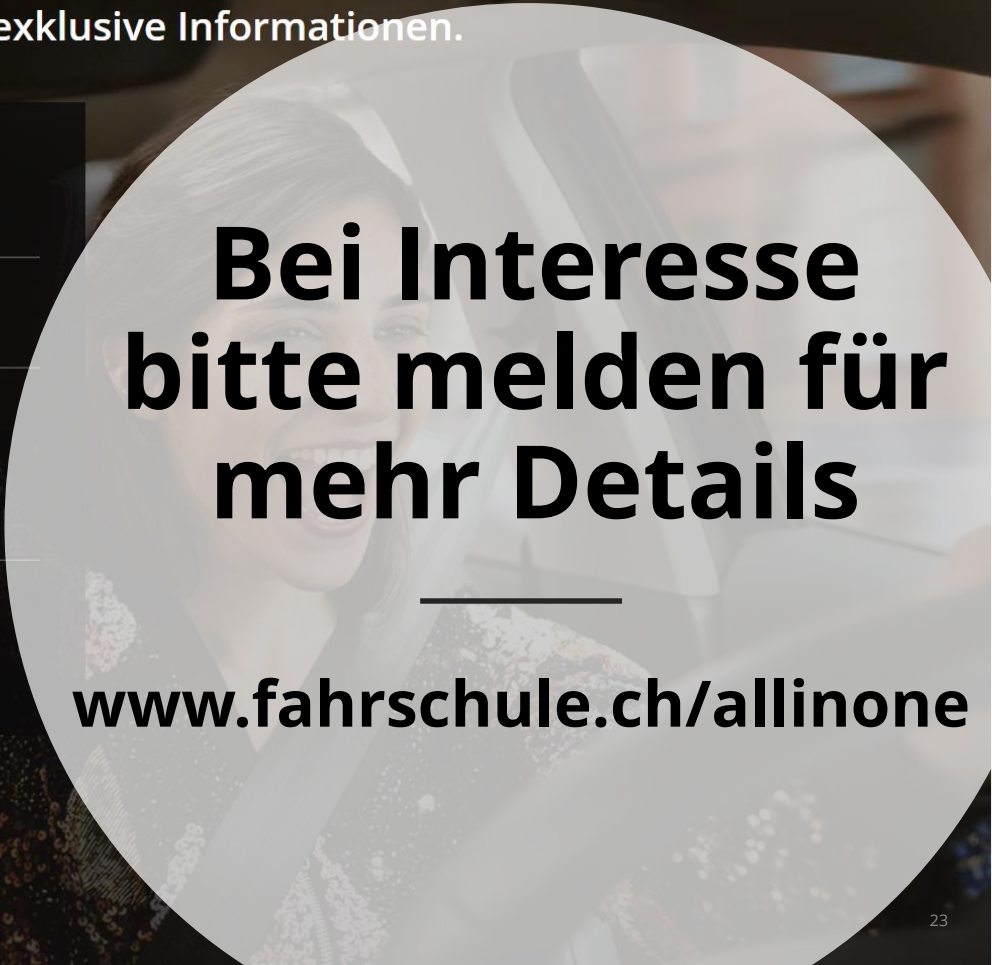 exklusive Informationen.
Bei Interesse
bitte melden für
mehr Details
www.fahrschule.ch/allinone
23